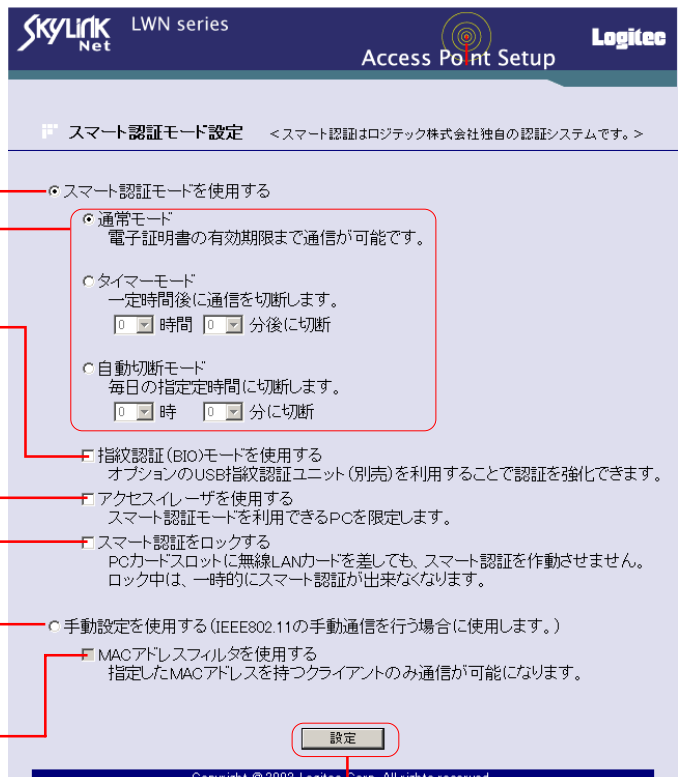 SKYLINK Net LWN series
Access Point Setup
Logitec
スマート認証モード設定 <スマート認証はロジテック株式会社独自の認証システムです。>
スマート認証モードを使用する
通常モード
電子証明書の有効期限まで通信が可能です。
タイマーモード
一定時間後に通信を切断します。
0 時間 0 分後に切断
自動切断モード
毎日の指定定時間に切断します。
0 時 0 分に切断
指紋認証(BIO)モードを使用する
オプションのUSB指紋認証ユニット(別売)を利用することで認証を強化できます。
アクセスイレーザを使用する
スマート認証モードを利用できるPCを限定します。
スマート認証をロックする
PCカードスロットに無線LANカードを差しても、スマート認証を作動させません。
ロック中は、一時的にスマート認証が出来なくなります。
手動設定を使用する(IEEE802.11の手動通信を行う場合に使用します。)
MACアドレスフィルタを使用する
指定したMACアドレスを持つクライアントのみ通信が可能になります。
設定
Copyright © 2003 Logitec Corp. All rights reserved